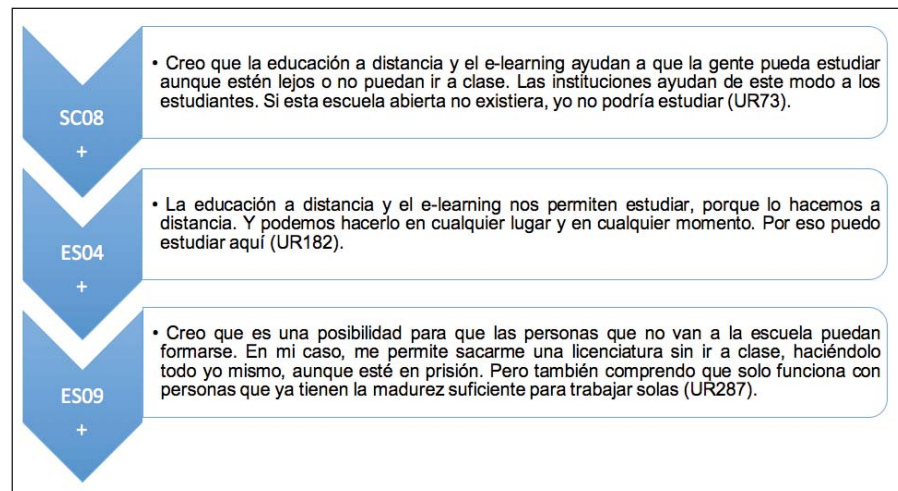 SC08
+
• Creo que la educación a distancia y el e-learning ayudan a que la gente pueda estudiar
aunque estén lejos o no puedan ir a clase. Las instituciones ayudan de este modo a los
estudiantes. Si esta escuela abierta no existiera, yo no podría estudiar (UR73).
ES04
+
• La educación a distancia y el e-learning nos permiten estudiar, porque lo hacemos a
distancia. Y podemos hacerlo en cualquier lugar y en cualquier momento. Por eso puedo
estudiar aquí (UR182).
ES09
+
• Creo que es una posibilidad para que las personas que no van a la escuela puedan
formarse. En mi caso, me permite sacarme una licenciatura sin ir a clase, haciéndolo
todo yo mismo, aunque esté en prisión. Pero también comprendo que solo funciona con
personas que ya tienen la madurez suficiente para trabajar solas (UR287).